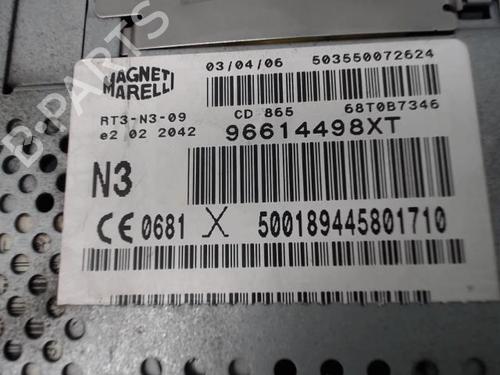 MAGNETI MARELLI
03/04/06 503550072624
RT3-N3-09 CD 865 68T0B7346
e2 02 2042 96614498XT
N3
CE 0681 X 500189445801710
B-PARTS